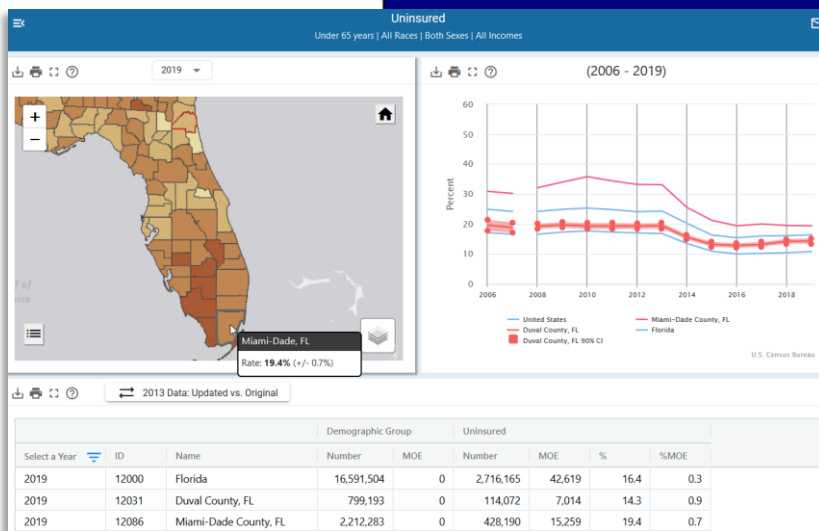 Uninsured
Under 65 years | All Races | Both Sexes | All Incomes
2019
+
−
Miami-Dade, FL
Rate: 19.4% (+/- 0.7%)
(2006 - 2019)
Percent
60
50
40
30
20
10
0
2006 2008 2010 2012 2014 2016 2018
United States
Miami-Dade County, FL
Duval County, FL
Florida
Duval County, FL 90% CI
U.S. Census Bureau
2013 Data: Updated vs. Original
Demographic Group Uninsured
Select a Year ID Name Number MOE Number MOE % %MOE
2019 12000 Florida 16,591,504 0 2,716,165 42,619 16.4 0.3
2019 12031 Duval County, FL 799,193 0 114,072 7,014 14.3 0.9
2019 12086 Miami-Dade County, FL 2,212,283 0 428,190 15,259 19.4 0.7